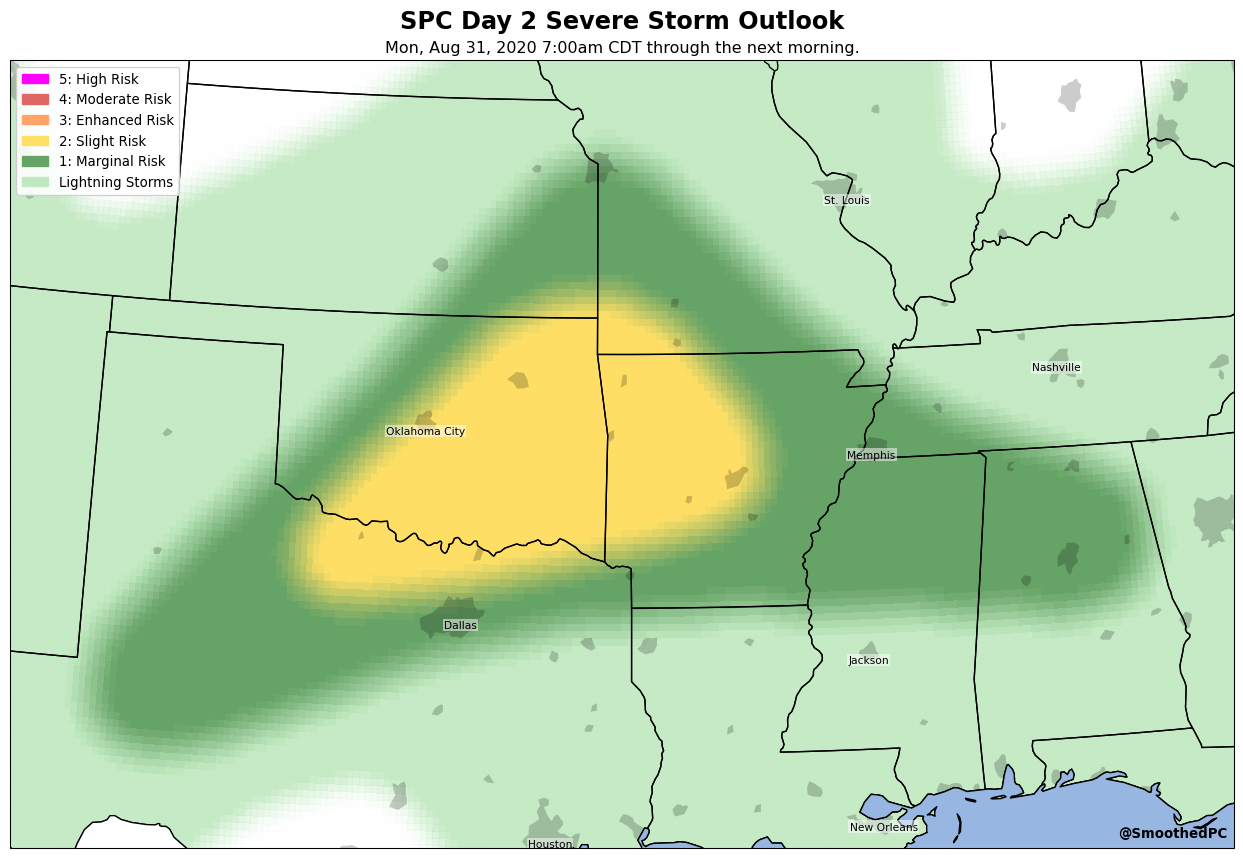 SPC Day 2 Severe Storm Outlook
Mon, Aug 31, 2020 7:00am CDT through the next morning.
5: High Risk
4: Moderate Risk
3: Enhanced Risk
2: Slight Risk
1: Marginal Risk
Lightning Storms
St. Louis
Nashville
Oklahoma City
Memphis
Dallas
Jackson
New Orleans
@SmoothedPC
Houston